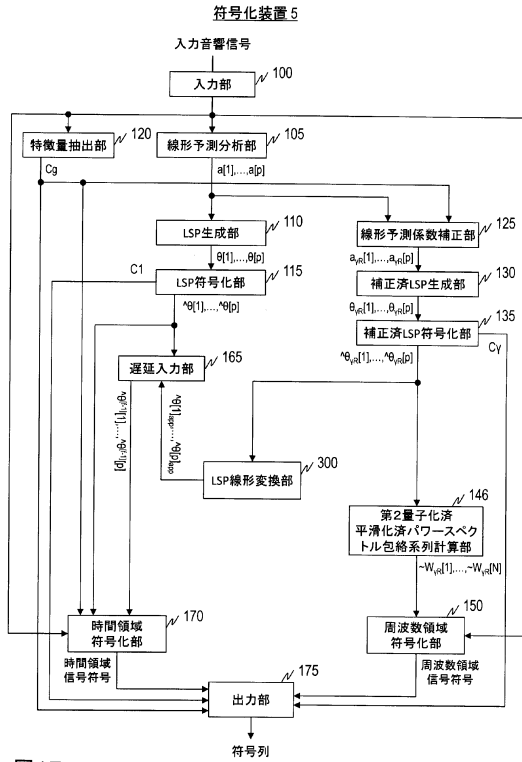 符号化装置5
入力音響信号
入力部
100
特徴量抽出部
120
線形予測分析部
105
Cg
a[1],...,a[p]
LSP生成部
110
線形予測係数補正部
125
θ[1],...,θ[p]
aγR[1],...,aγR[p]
C1
LSP符号化部
115
補正済LSP生成部
130
^θ[1],...,^θ[p]
θγR[1],...,θγR[p]
補正済LSP符号化部
135
^θγR[1],...,^θγR[p]
Cγ
遅延入力部
165
^θ[1]app,...,^θ[p]app
LSP線形変換部
300
146
第2量子化済
平滑化済パワースペク
トル包絡系列計算部
~WγR[1],...,~WγR[N]
時間領域
符号化部
170
周波数領域
符号化部
150
時間領域
信号符号
周波数領域
信号符号
出力部
175
符号列